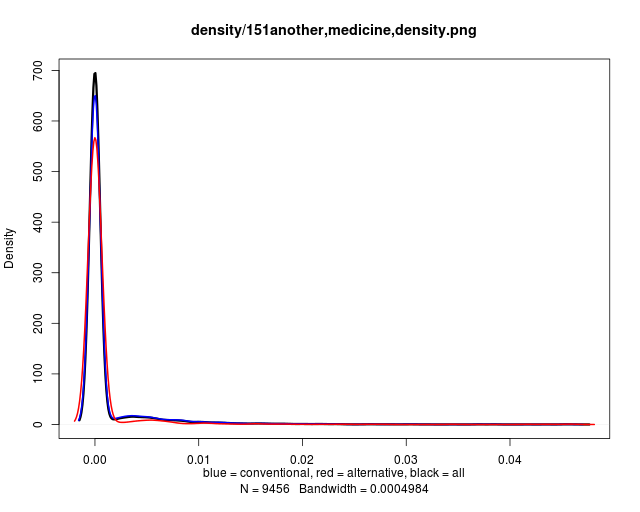 density/151another,medicine,density.png
700
600
500
400
300
200
100
0
Density
0.00 0.01 0.02 0.03 0.04
blue = conventional, red = alternative, black = all
N = 9456 Bandwidth = 0.0004984